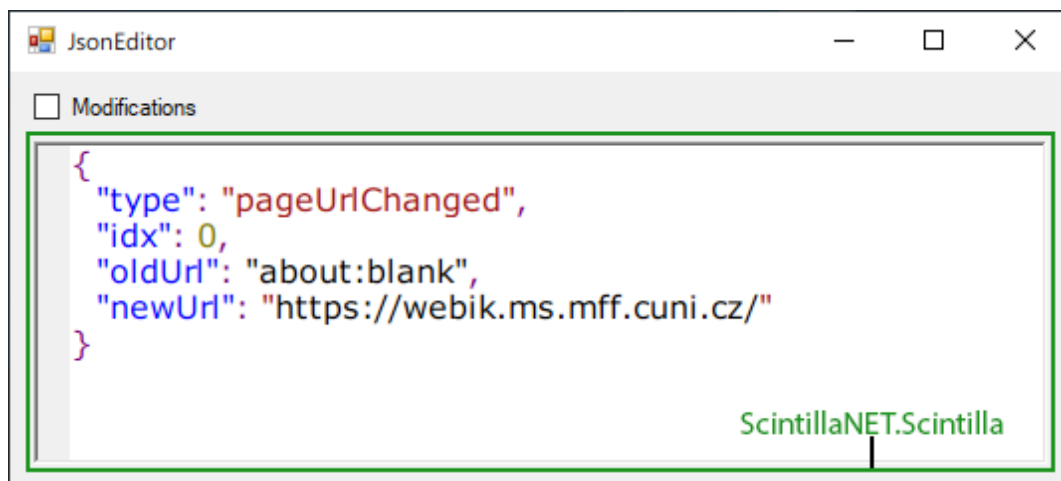 JsonEditor
Modifications
{
"type": "pageUrlChanged",
"idx": 0,
"oldUrl": "about:blank",
"newUrl": "https://webik.ms.mff.cuni.cz/"
}
ScintillaNET.Scintilla